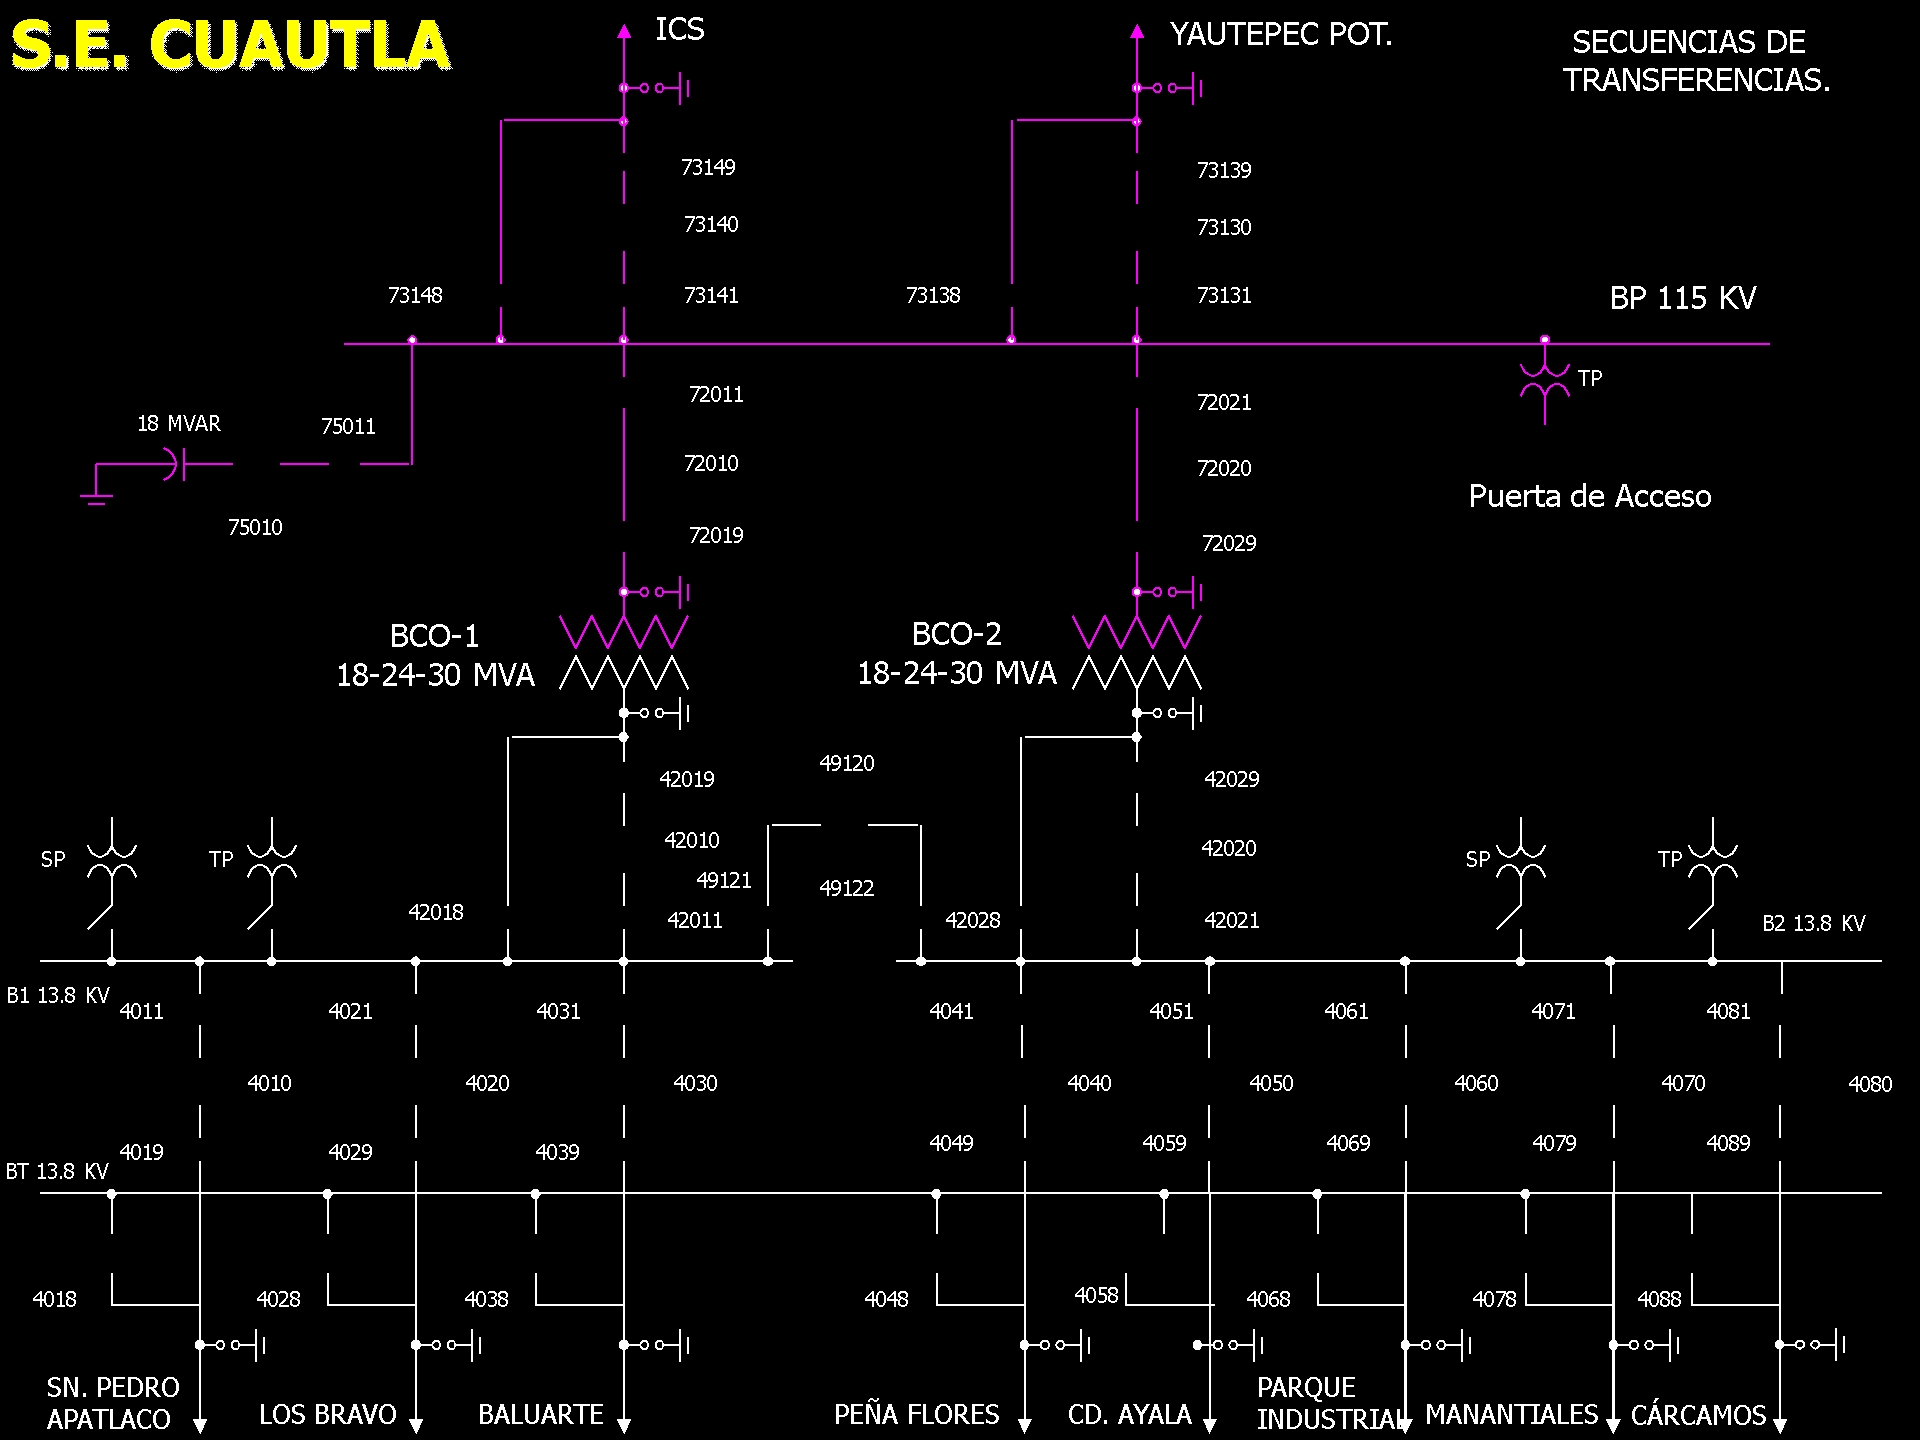 S.E. CUAUTLA
ICS
YAUTEPEC POT.
SECUENCIAS DE
TRANSFERENCIAS.
73149
73139
73140
73130
73148
73141
73138
73131
BP 115 KV
72011
72021
TP
18 MVAR
75011
72010
72020
Puerta de Acceso
75010
72019
72029
BCO-1
18-24-30 MVA
BCO-2
18-24-30 MVA
49120
42019
42029
42010
42020
SP
TP
49121
49122
SP
TP
42018
42011
42028
42021
B2 13.8 KV
B1 13.8 KV
4011
4021
4031
4041
4051
4061
4071
4081
4010
4020
4030
4040
4050
4060
4070
4080
4019
4029
4039
4049
4059
4069
4079
4089
BT 13.8 KV
4018
4028
4038
4048
4058
4068
4078
4088
SN. PEDRO
APATLACO
LOS BRAVO
BALUARTE
PEÑA FLORES
CD. AYALA
PARQUE
INDUSTRIAL
MANANTIALES
CÁRCAMOS